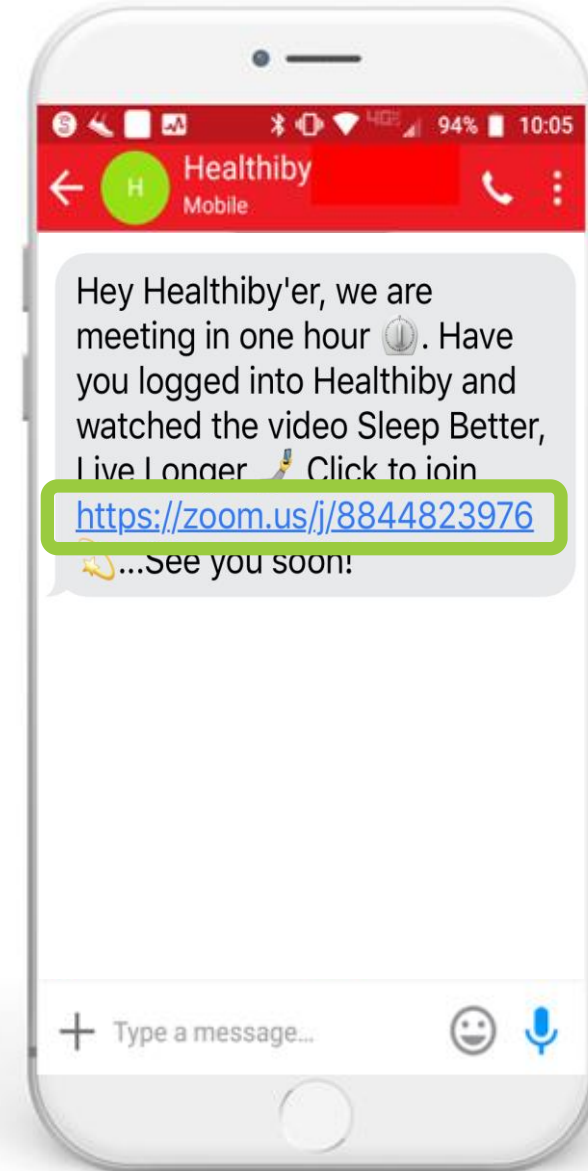 4G 94% 10:05
H Healthiby
Mobile
Hey Healthiby'er, we are
meeting in one hour. Have
you logged into Healthiby and
watched the video Sleep Better,
Live Longer Click to join
https://zoom.us/j/8844823976
...See you soon!
Type a message...